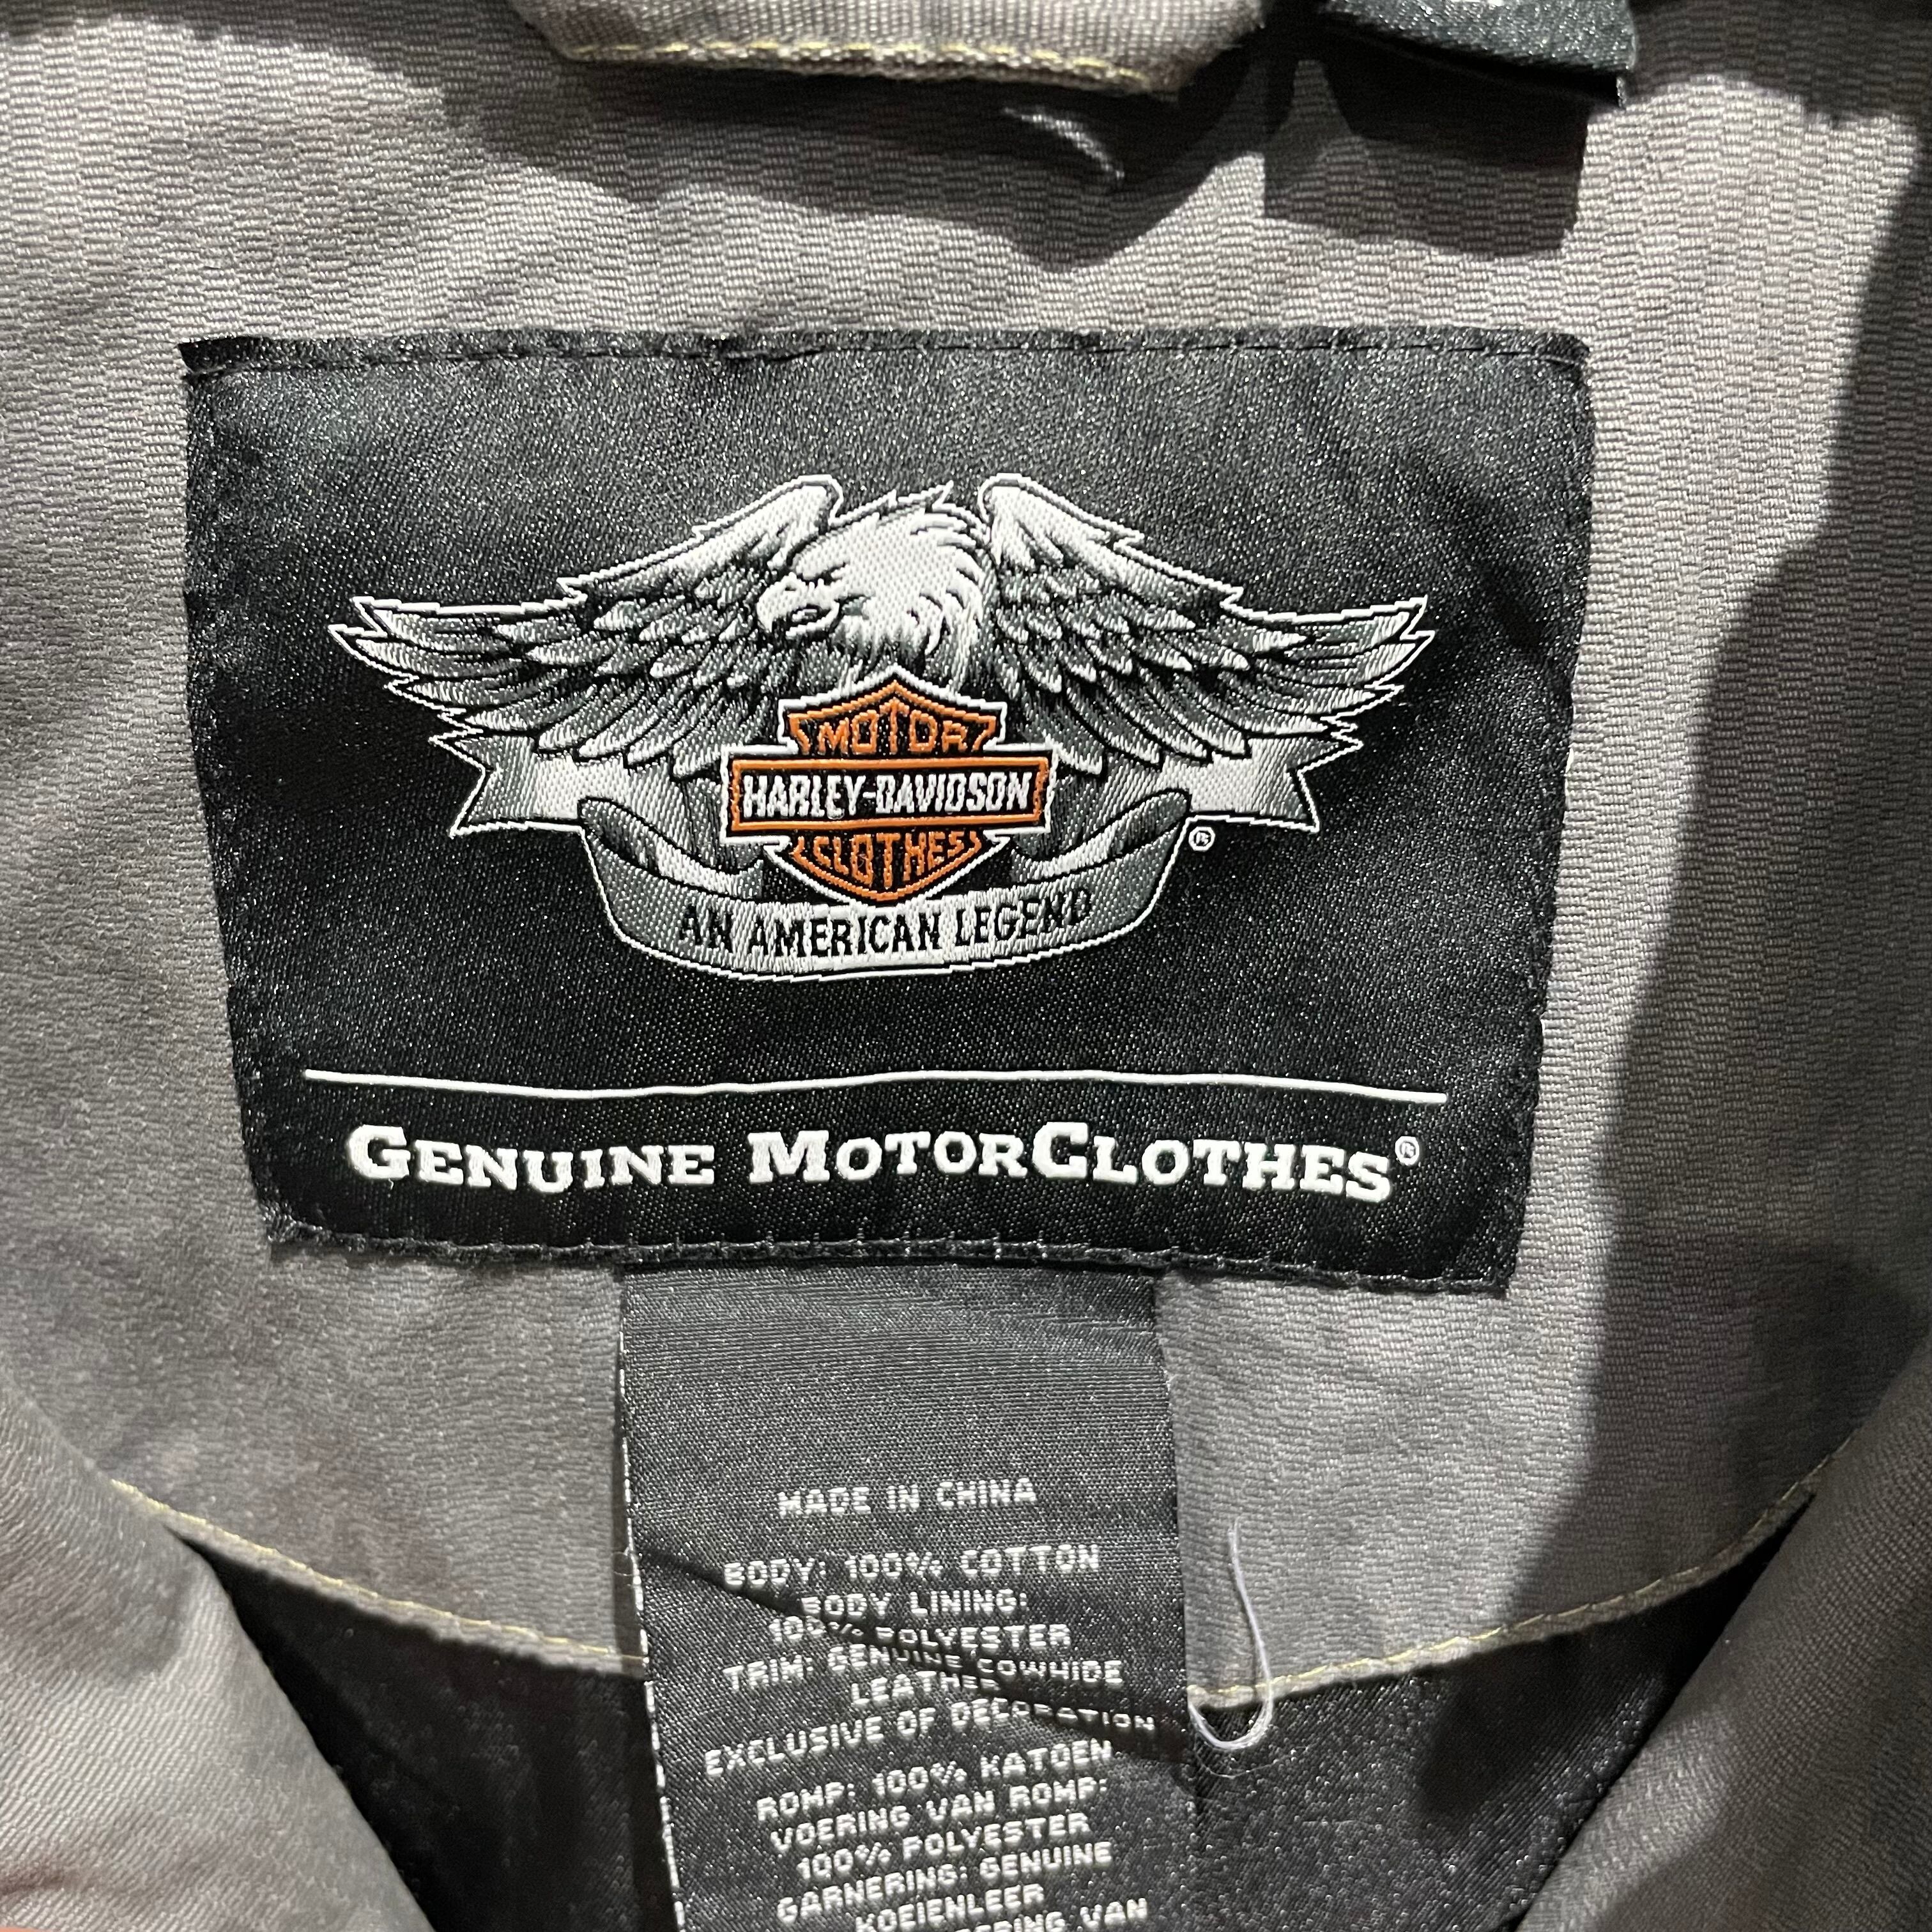 MOTOR
HARLEY-DAVIDSON
CLOTHES
®
AN AMERICAN LEGEND
GENUINE MOTORCLOTHES®
MADE IN CHINA
BODY: 100% COTTON
BODY LINING:
100% POLYESTER
TRIM: GENUINE COWHIDE
LEATHER
EXCLUSIVE OF DECORATION
ROMP: 100% KATOEN
VOERING VAN ROMP:
100% POLYESTER
GARNERING: GENUINE
KOEIENLEER
VAN